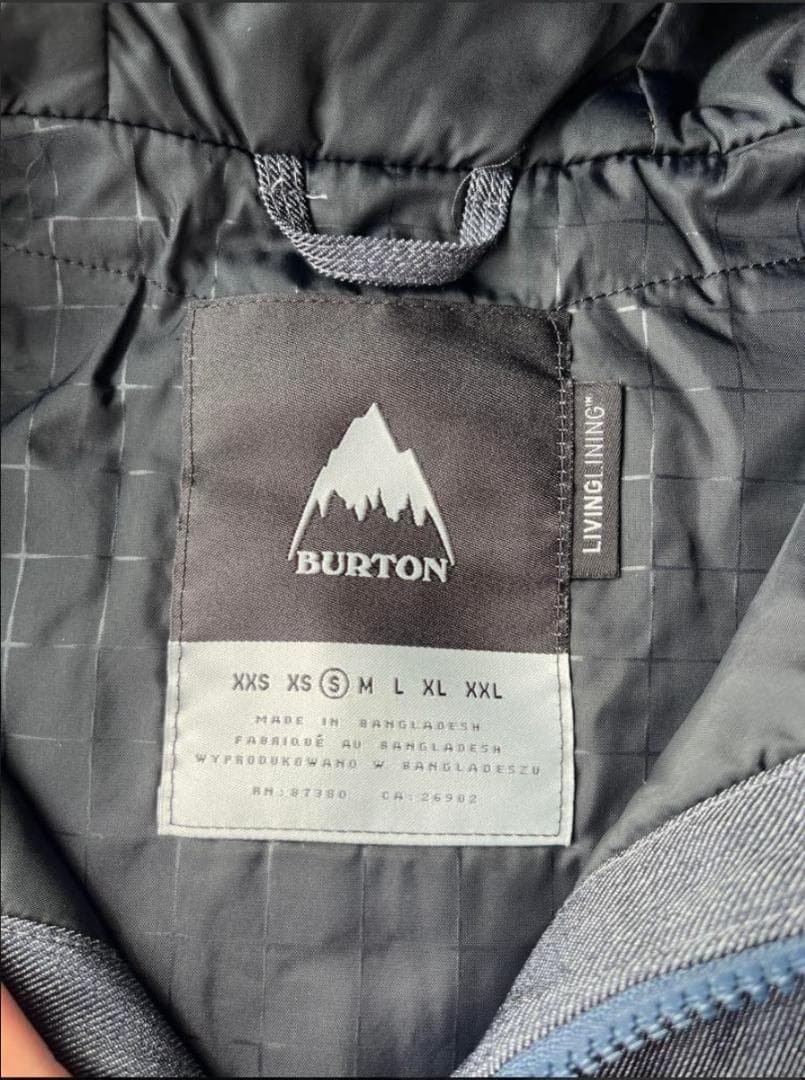 BURTON
LIVINGLINING™
XXS XS S M L XL XXL
MADE IN BANGLADESH
FABRIQUÉ AU BANGLADESH
WYPRODUKOWANO W BANGLADESZU
RN:87380 CA:26902